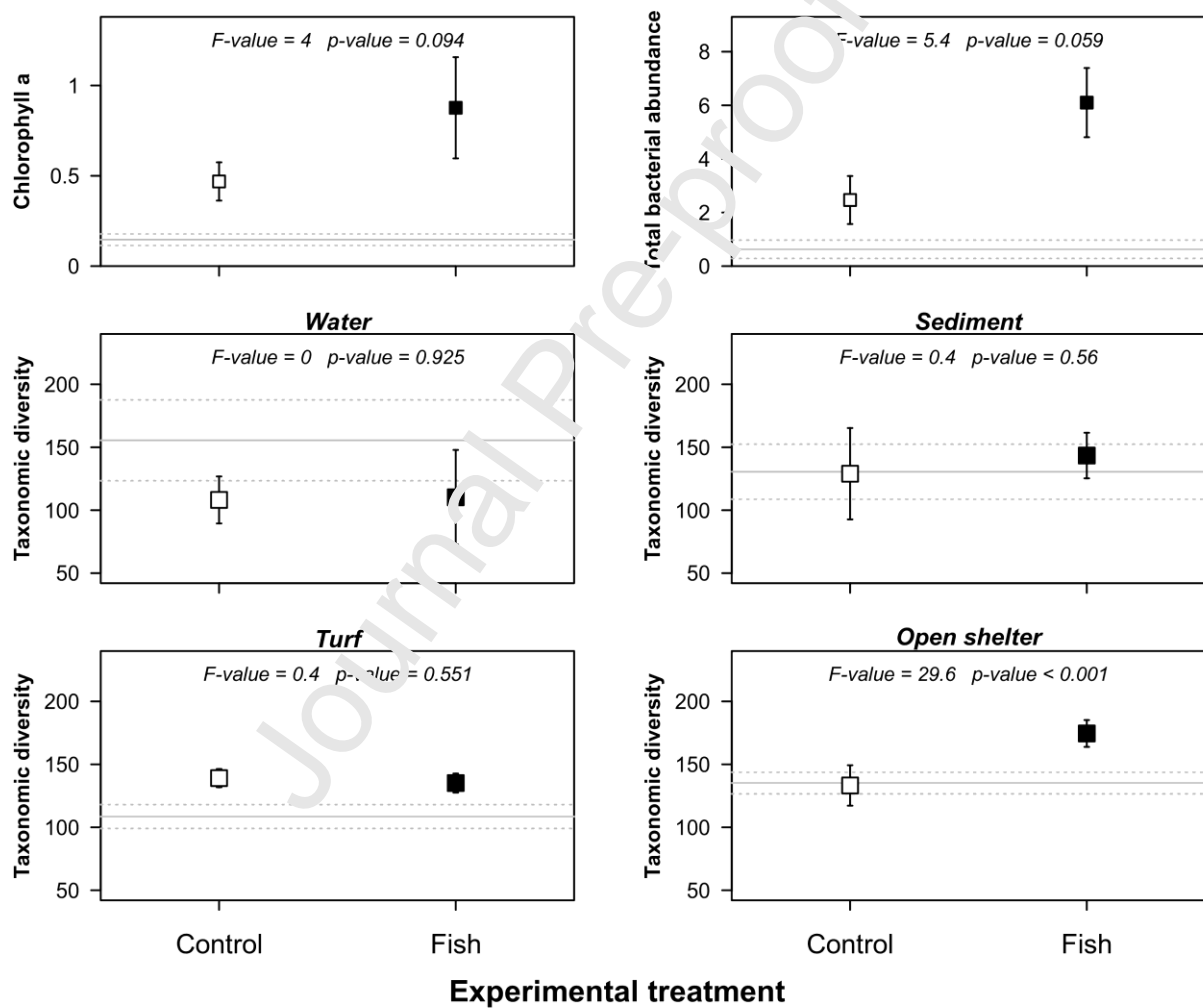 F-value = 4 p-value = 0.094
Chlorophyll a
1
0.5
0
F-value = 5.4 p-value = 0.059
Total bacterial abundance
8
6
4
2
0
Water
F-value = 0 p-value = 0.925
Taxonomic diversity
200
150
100
50
Sediment
F-value = 0.4 p-value = 0.56
Taxonomic diversity
200
150
100
50
Turf
F-value = 0.4 p-value = 0.551
Taxonomic diversity
200
150
100
50
Open shelter
F-value = 29.6 p-value < 0.001
Taxonomic diversity
200
150
100
50
Control Fish
Control Fish
Experimental treatment
Journal Pre-proof